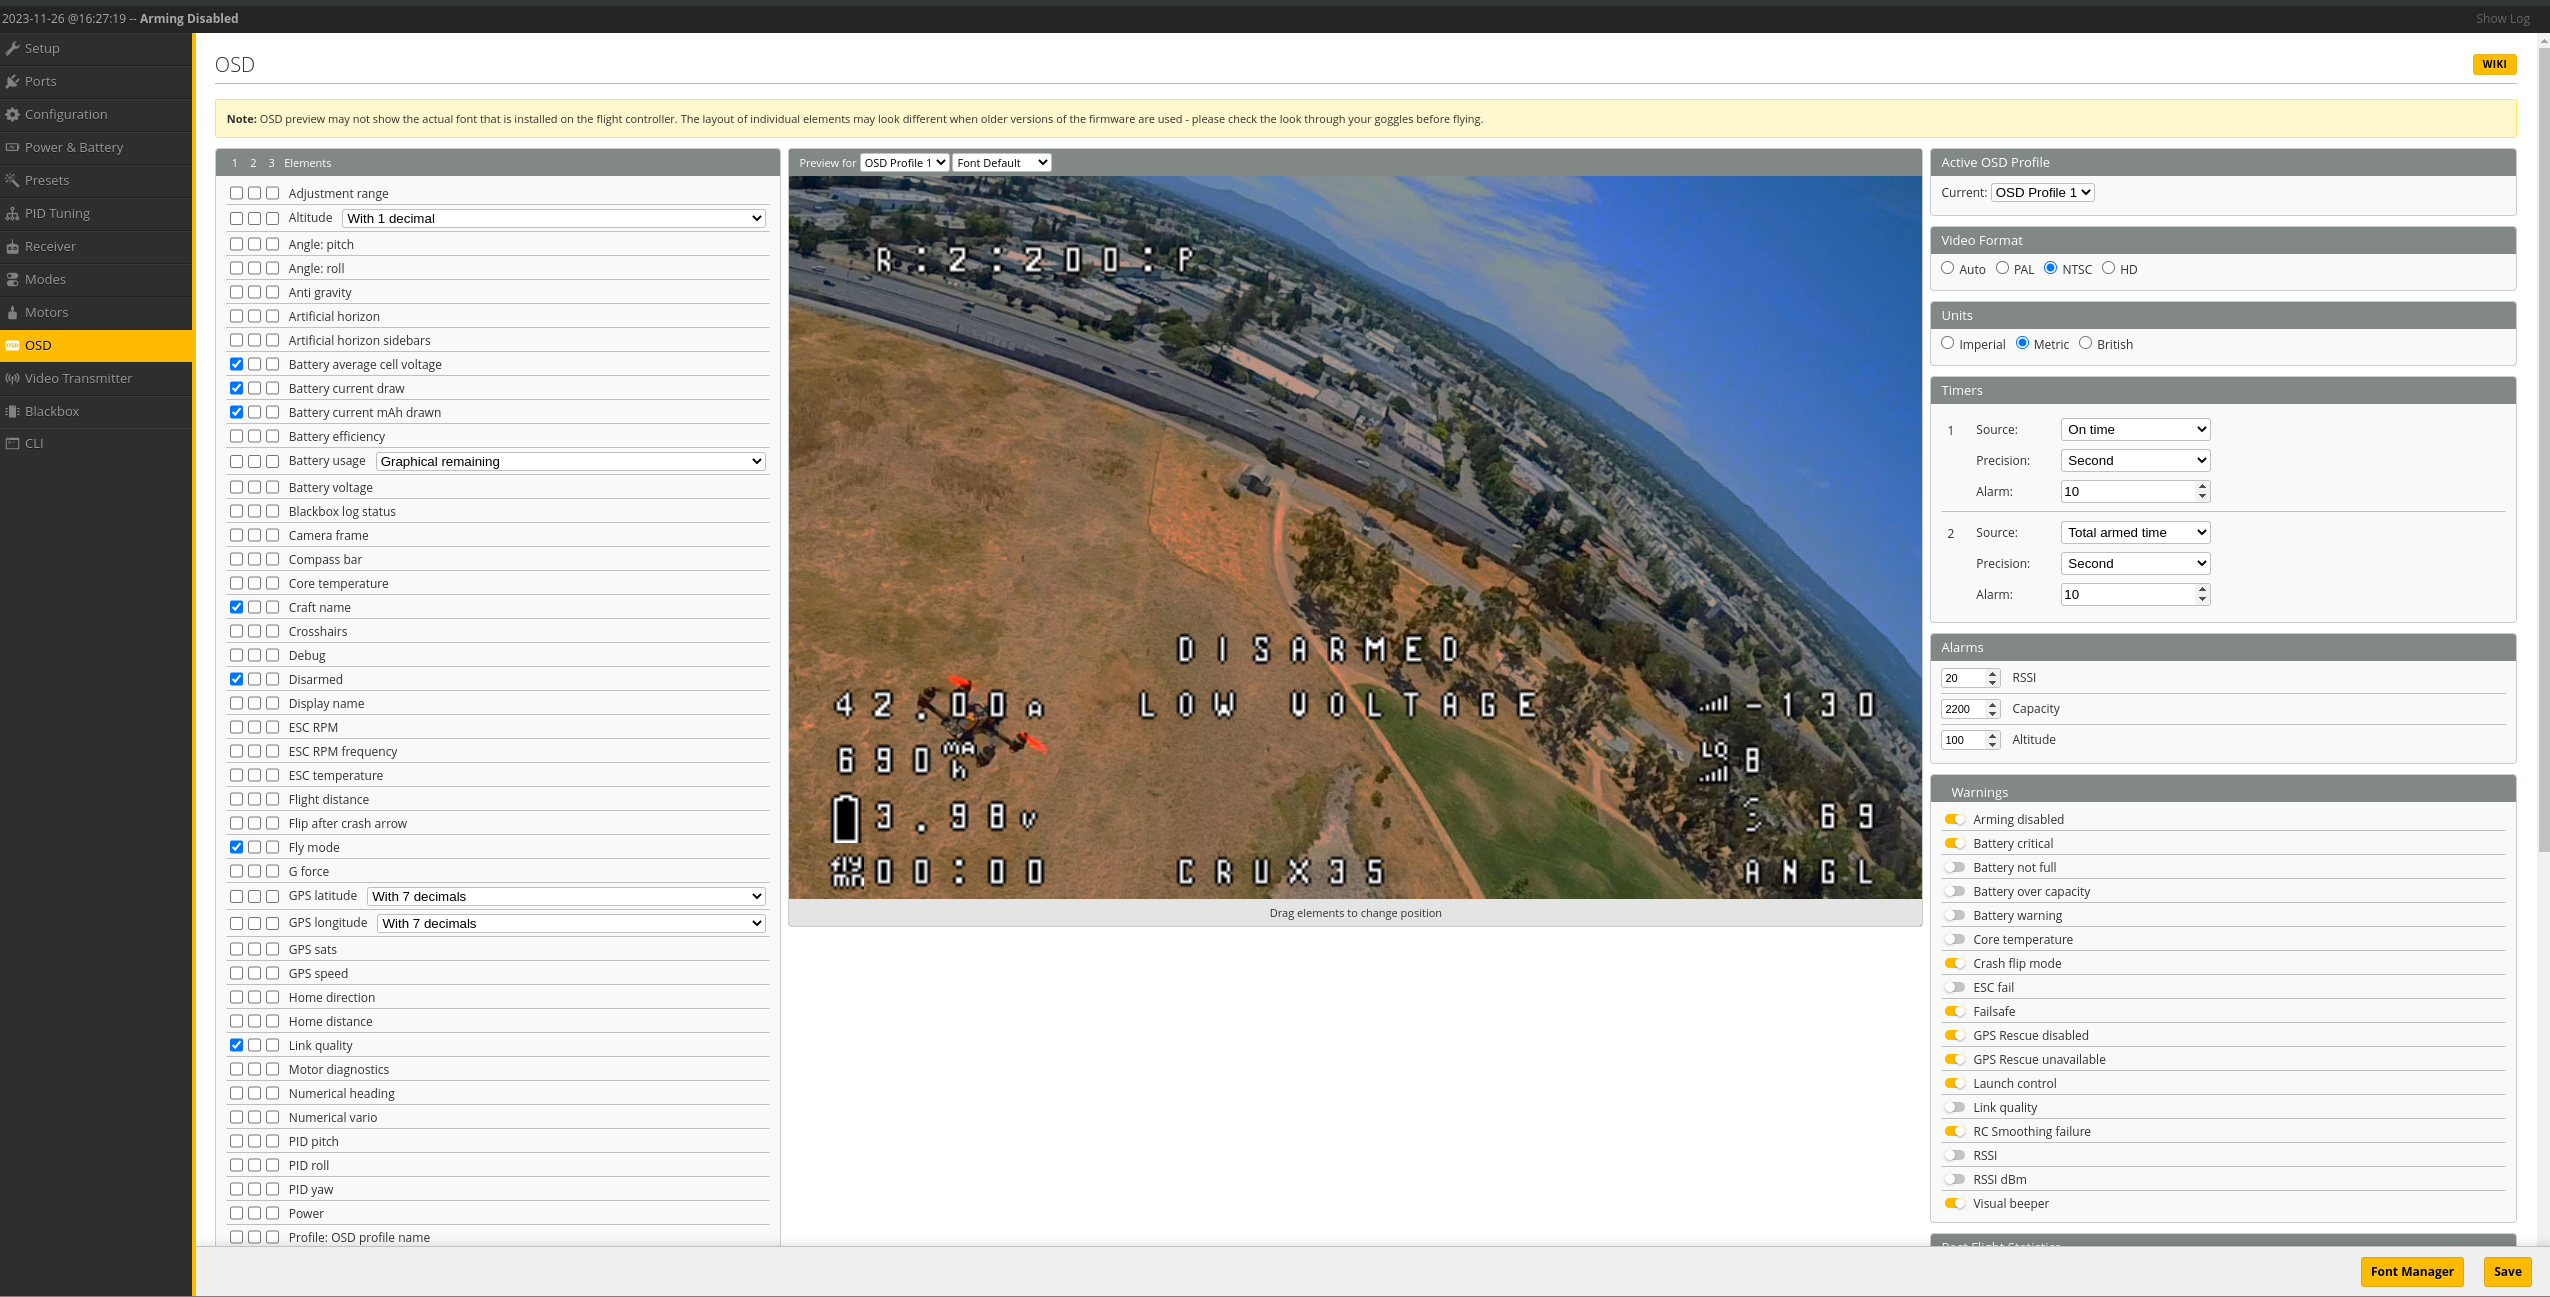 2023-11-26 @16:27:19 -- Arming Disabled
Show Log
Setup
Ports
Configuration
Power & Battery
Presets
PID Tuning
Receiver
Modes
Motors
OSD
Video Transmitter
Blackbox
CLI
OSD
WIKI
Note: OSD preview may not show the actual font that is installed on the flight controller. The layout of individual elements may look different when older versions of the firmware are used - please check the look through your goggles before flying.
1 2 3 Elements
Adjustment range
Altitude With 1 decimal
Angle: pitch
Angle: roll
Anti gravity
Artificial horizon
Artificial horizon sidebars
Battery average cell voltage
Battery current draw
Battery current mAh drawn
Battery efficiency
Battery usage Graphical remaining
Battery voltage
Blackbox log status
Camera frame
Compass bar
Core temperature
Craft name
Crosshairs
Debug
Disarmed
Display name
ESC RPM
ESC RPM frequency
ESC temperature
Flight distance
Flip after crash arrow
Fly mode
G force
GPS latitude With 7 decimals
GPS longitude With 7 decimals
GPS sats
GPS speed
Home direction
Home distance
Link quality
Motor diagnostics
Numerical heading
Numerical vario
PID pitch
PID roll
PID yaw
Power
Profile: OSD profile name
Preview for OSD Profile 1 Font Default
R:2:200:P
DISARMED
42.00A LOW VOLTAGE -130
690 MAh LQ 8
3.98V 69
fly mn 00:00 CRUX35 ANGL
Drag elements to change position
Active OSD Profile
Current: OSD Profile 1
Video Format
Auto PAL NTSC HD
Units
Imperial Metric British
Timers
1 Source: On time
Precision: Second
Alarm: 10
2 Source: Total armed time
Precision: Second
Alarm: 10
Alarms
20 RSSI
2200 Capacity
100 Altitude
Warnings
Arming disabled
Battery critical
Battery not full
Battery over capacity
Battery warning
Core temperature
Crash flip mode
ESC fail
Failsafe
GPS Rescue disabled
GPS Rescue unavailable
Launch control
Link quality
RC Smoothing failure
RSSI
RSSI dBm
Visual beeper
Post Flight Statistics
Font Manager
Save